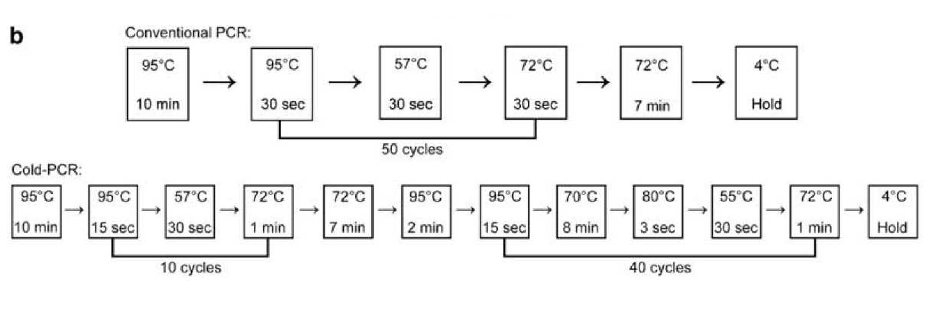 b
Conventional PCR:
95°C 95°C 57°C 72°C 72°C 4°C
10 min 30 sec 30 sec 30 sec 7 min Hold
50 cycles
Cold-PCR:
95°C 95°C 57°C 72°C 72°C 95°C 95°C 70°C 80°C 55°C 72°C 4°C
10 min 15 sec 30 sec 1 min 7 min 2 min 15 sec 8 min 3 sec 30 sec 1 min Hold
10 cycles 40 cycles